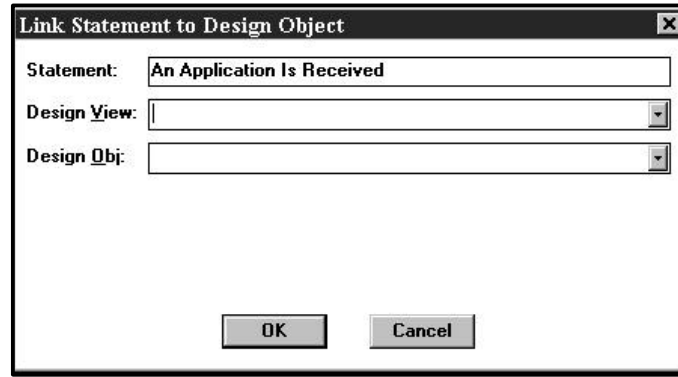 Link Statement to Design Object
Statement: An Application Is Received
Design View:
Design Obj:
OK Cancel